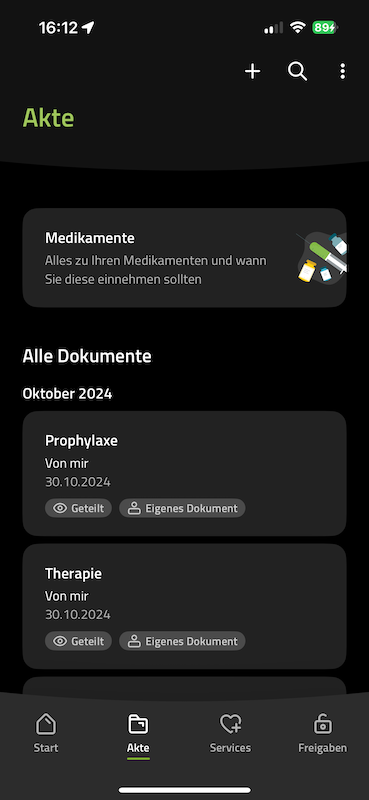 16:12
89
Akte
Medikamente
Alles zu Ihren Medikamenten und wann
Sie diese einnehmen sollten
Alle Dokumente
Oktober 2024
Prophylaxe
Von mir
30.10.2024
Geteilt Eigenes Dokument
Therapie
Von mir
30.10.2024
Geteilt Eigenes Dokument
Start Akte Services Freigaben